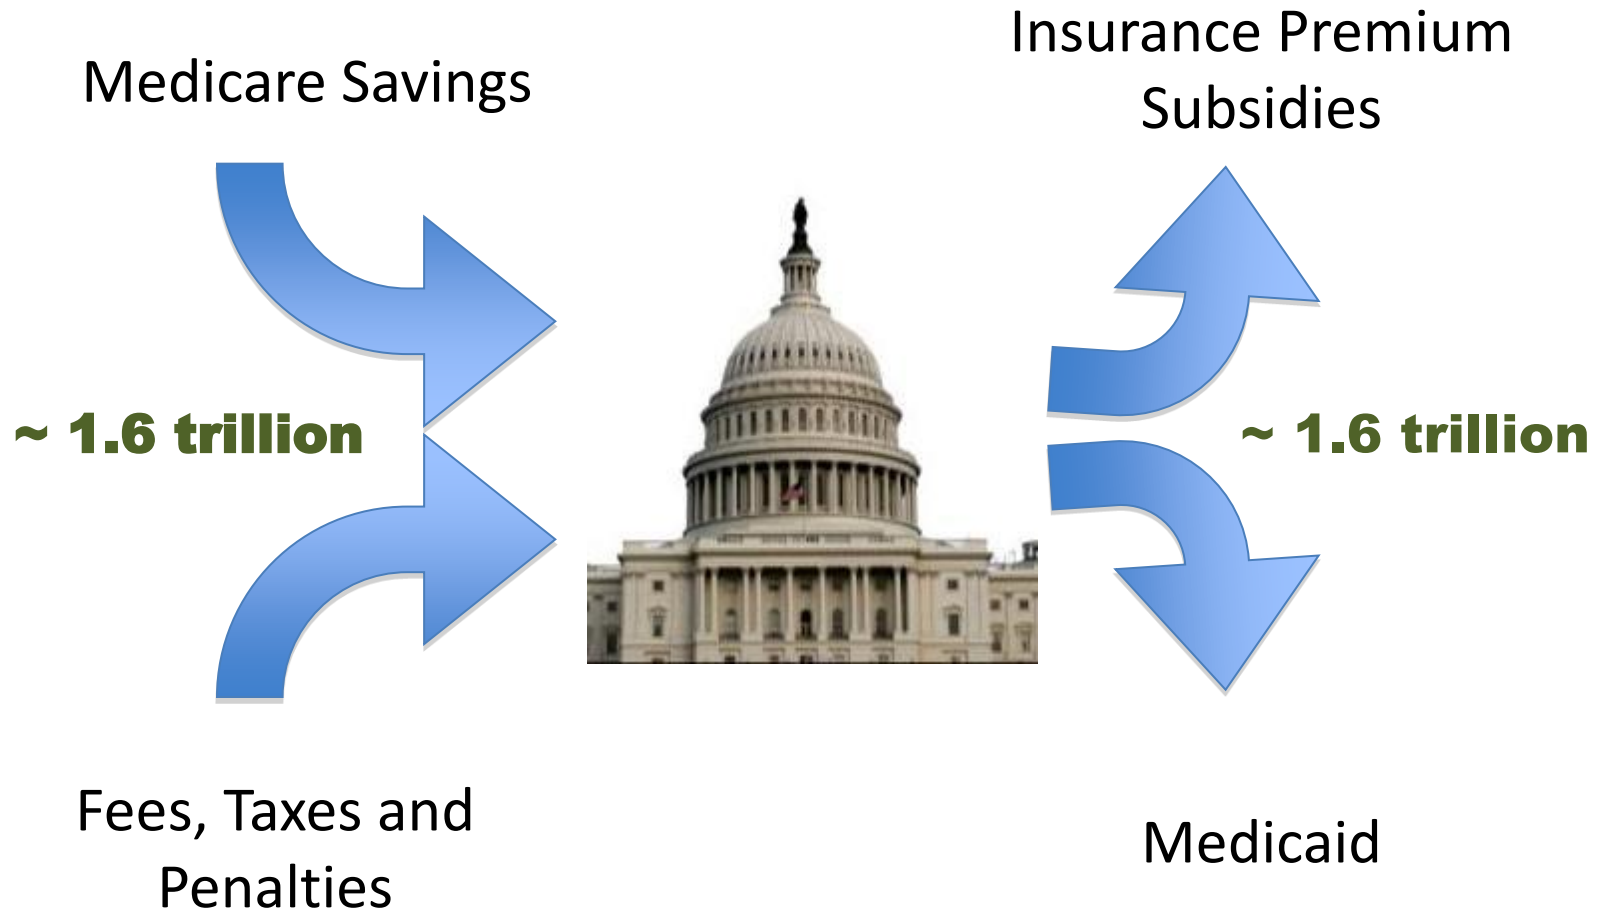 Medicare Savings
Insurance Premium
Subsidies
~ 1.6 trillion
~ 1.6 trillion
Fees, Taxes and
Penalties
Medicaid